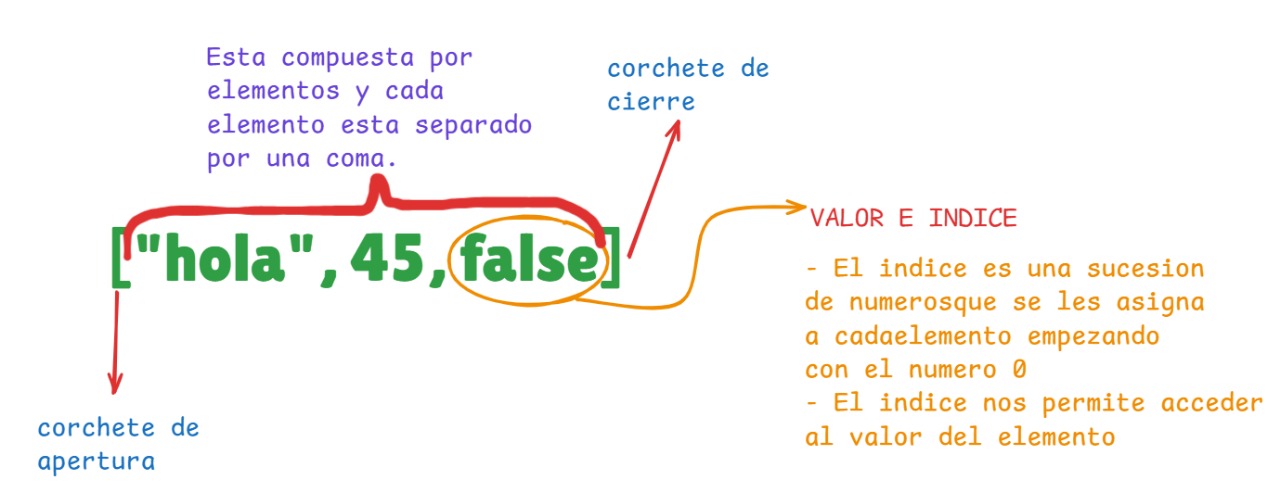 Esta compuesta por
elementos y cada
elemento esta separado
por una coma.
corchete de
cierre
["hola", 45, false]
VALOR E INDICE
- El indice es una sucesion
de numerosque se les asigna
a cadaelemento empezando
con el numero 0
- El indice nos permite acceder
al valor del elemento
corchete de
apertura